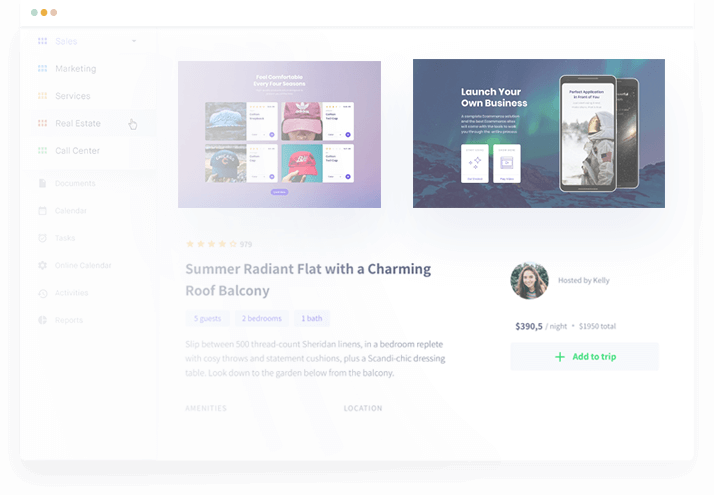 Sales
Marketing
Services
Real Estate
Call Center
Documents
Calendar
Tasks
Online Calendar
Activities
Reports
Feel Comfortable
Every Four Seasons
Launch Your
Own Business
A complete Ecommerce solution
Perfect Application
In Front of You
979
Summer Radiant Flat with a Charming
Roof Balcony
5 guests
2 bedrooms
1 bath
Slip between 500 thread-count Sheridan linens, in a bedroom replete
with cosy throws and statement cushions, plus a Scandi-chic dressing
table. Look down to the garden below from the balcony.
AMENITIES
LOCATION
Hosted by Kelly
$390,5 / night • $1950 total
Add to trip